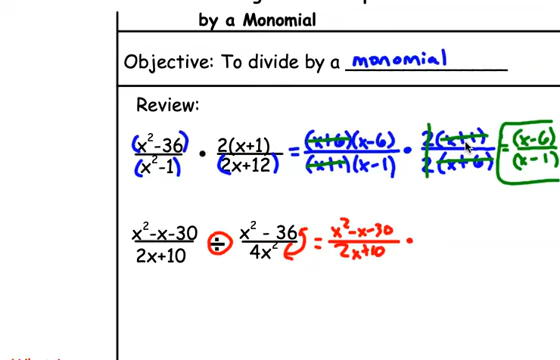 by a Monomial
Objective: To divide by a monomial
Review:
(x²-36)/(x²-1) • 2(x+1)/(2x+12) = (x+6)(x-6)/(x+1)(x-1) • 2(x+1)/2(x+6) = (x-6)/(x-1)
x²-x-30/2x+10 ÷ x² - 36/4x² = x²-x-30/2x+10 •